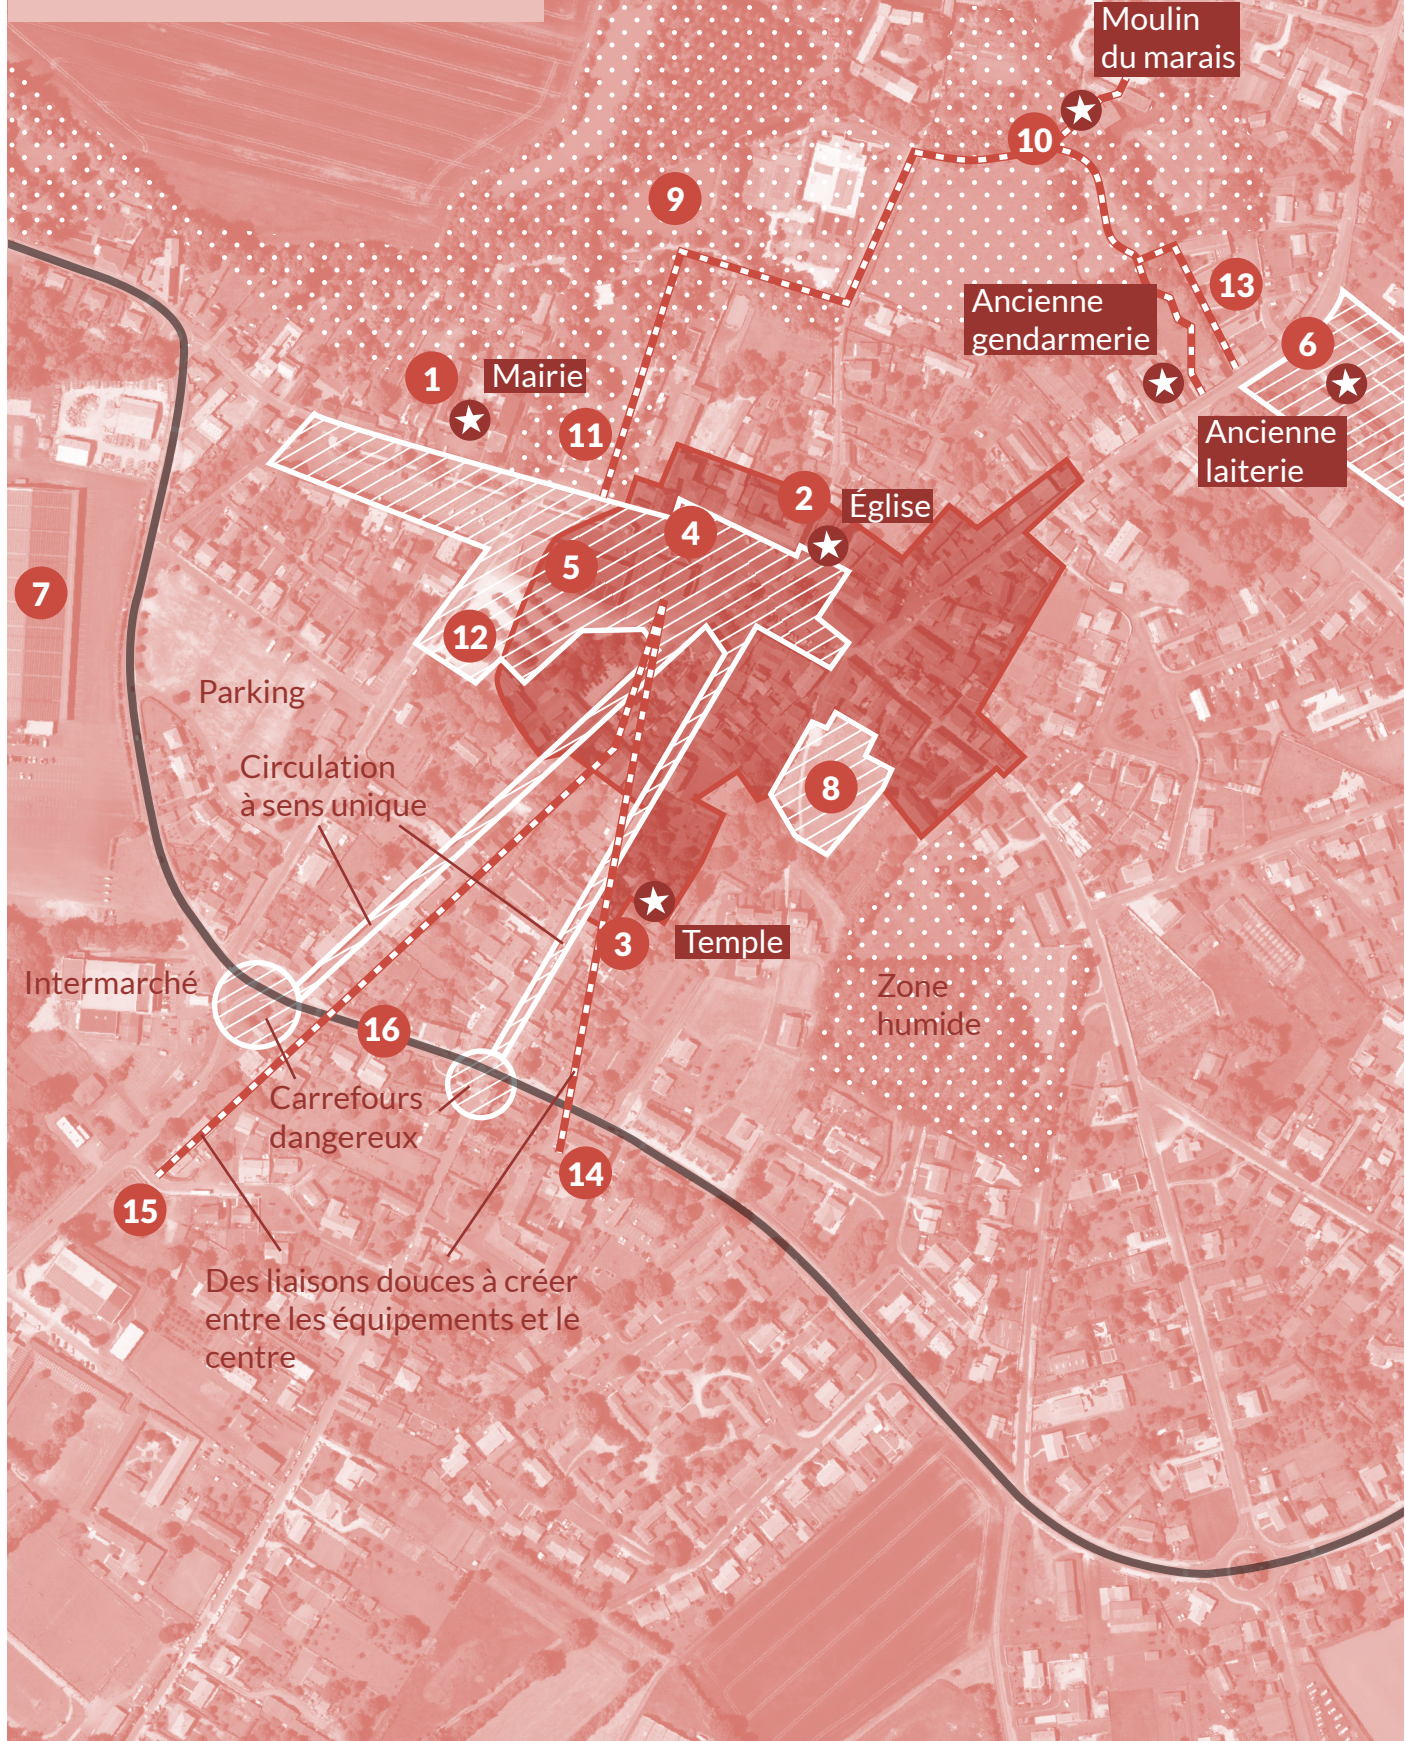 Moulin
du marais
10
9
13
Ancienne
gendarmerie
6
1
Mairie
11
Ancienne
laiterie
2
Église
4
5
7
12
Parking
Circulation
à sens unique
8
3
Temple
Intermarché
Zone
humide
16
Carrefours
dangereux
14
15
Des liaisons douces à créer
entre les équipements et le
centre